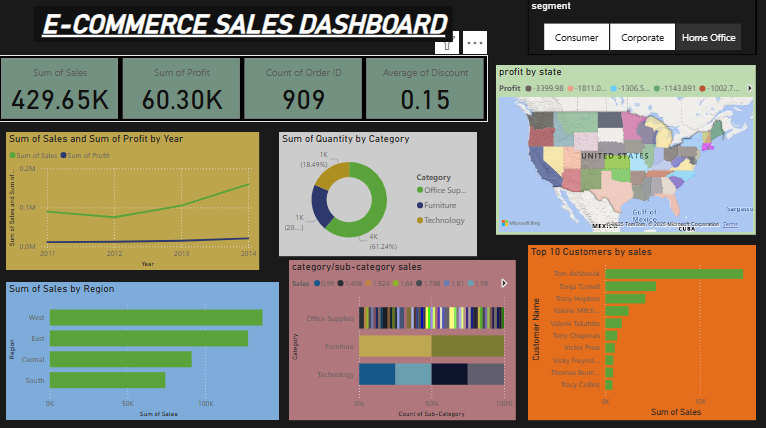 E-COMMERCE SALES DASHBOARD
segment
Consumer
Corporate
Home Office
Sum of Sales
429.65K
Sum of Profit
60.30K
Count of Order ID
909
Average of Discount
0.15
profit by state
Profit -3399.98 -1811.0... -1306.5... -1143.891 -1002.7...
UNITED STATES
Gulf of
Mexico
MEXICO
CUBA
Sargasso
Microsoft Bing
© 2025 TomTom, © 2025 Microsoft Corporation Terms
Sum of Sales and Sum of Profit by Year
Sum of Sales Sum of Profit
Sum of Sales and Sum of...
0.2M
0.1M
0.0M
2011
2012
2013
2014
Year
Sum of Quantity by Category
1K
(18.49%)
1K
(20....)
4K
(61.24%)
Category
Office Sup...
Furniture
Technology
Sum of Sales by Region
Region
West
East
Central
South
0K
50K
100K
Sum of Sales
category/sub-category sales
Sales 0.99 1.408 1.624 1.64 1.788 1.81 1.98
Category
Office Supplies
Furniture
Technology
0%
50%
100%
Count of Sub-Category
Top 10 Customers by sales
Customer Name
Tom Ashbrook
Tracy Hopkins
Valerie Mitch...
Tony Chapman
Victor Preis
Thomas Brum...
Tracy Collins
0K
10K
Sum of Sales